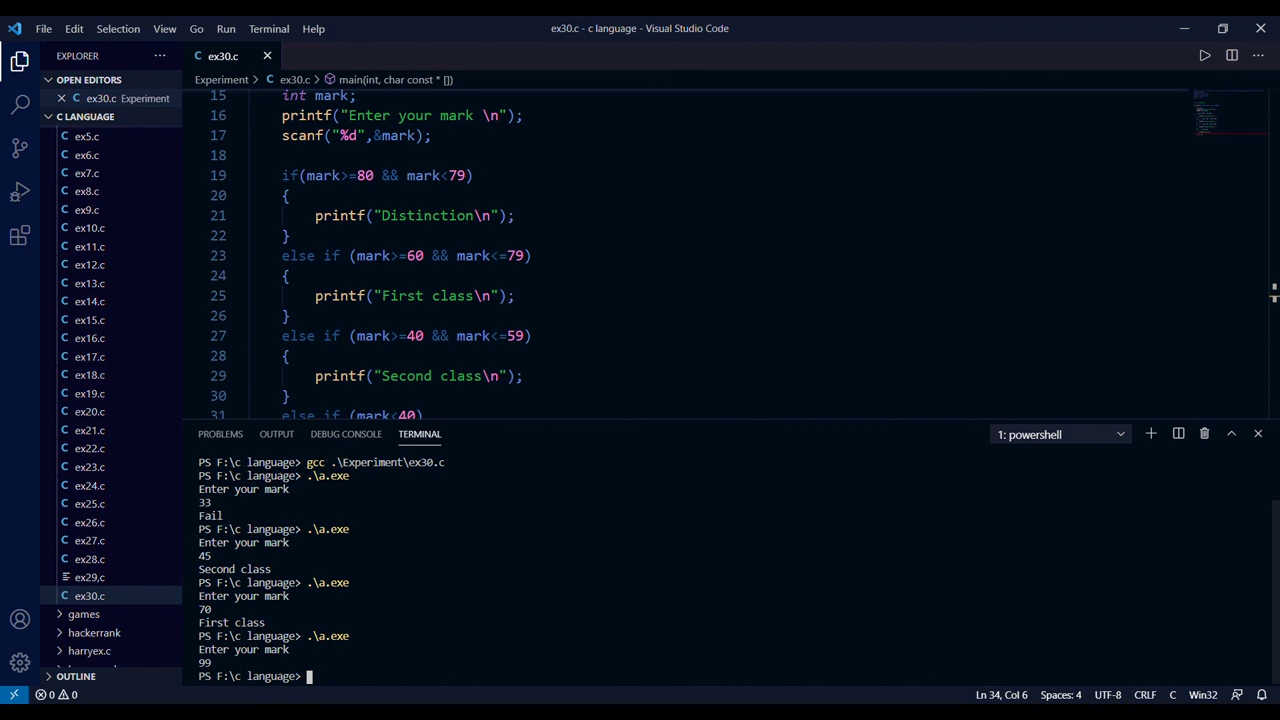 File Edit Selection View Go Run Terminal Help
ex30.c - c language - Visual Studio Code
EXPLORER
ex30.c
OPEN EDITORS
Experiment > ex30.c > main(int, char const * [])
ex30.c Experiment
C LANGUAGE
ex5.c
ex6.c
ex7.c
ex8.c
ex9.c
ex10.c
ex11.c
ex12.c
ex13.c
ex14.c
ex15.c
ex16.c
ex17.c
ex18.c
ex19.c
ex20.c
ex21.c
ex22.c
ex23.c
ex24.c
ex25.c
ex26.c
ex27.c
ex28.c
ex29,c
ex30.c
games
hackerrank
harryex.c
OUTLINE
15 int mark;
16 printf("Enter your mark \n");
17 scanf("%d",&mark);
18
19 if(mark>=80 && mark<79)
20 {
21 printf("Distinction\n");
22 }
23 else if (mark>=60 && mark<=79)
24 {
25 printf("First class\n");
26 }
27 else if (mark>=40 && mark<=59)
28 {
29 printf("Second class\n");
30 }
31 else if (mark<40)
PROBLEMS OUTPUT DEBUG CONSOLE TERMINAL
1: powershell
PS F:\c language> gcc .\Experiment\ex30.c
PS F:\c language> .\a.exe
Enter your mark
33
Fail
PS F:\c language> .\a.exe
Enter your mark
45
Second class
PS F:\c language> .\a.exe
Enter your mark
70
First class
PS F:\c language> .\a.exe
Enter your mark
99
PS F:\c language>
0 0
Ln 34, Col 6 Spaces: 4 UTF-8 CRLF C Win32